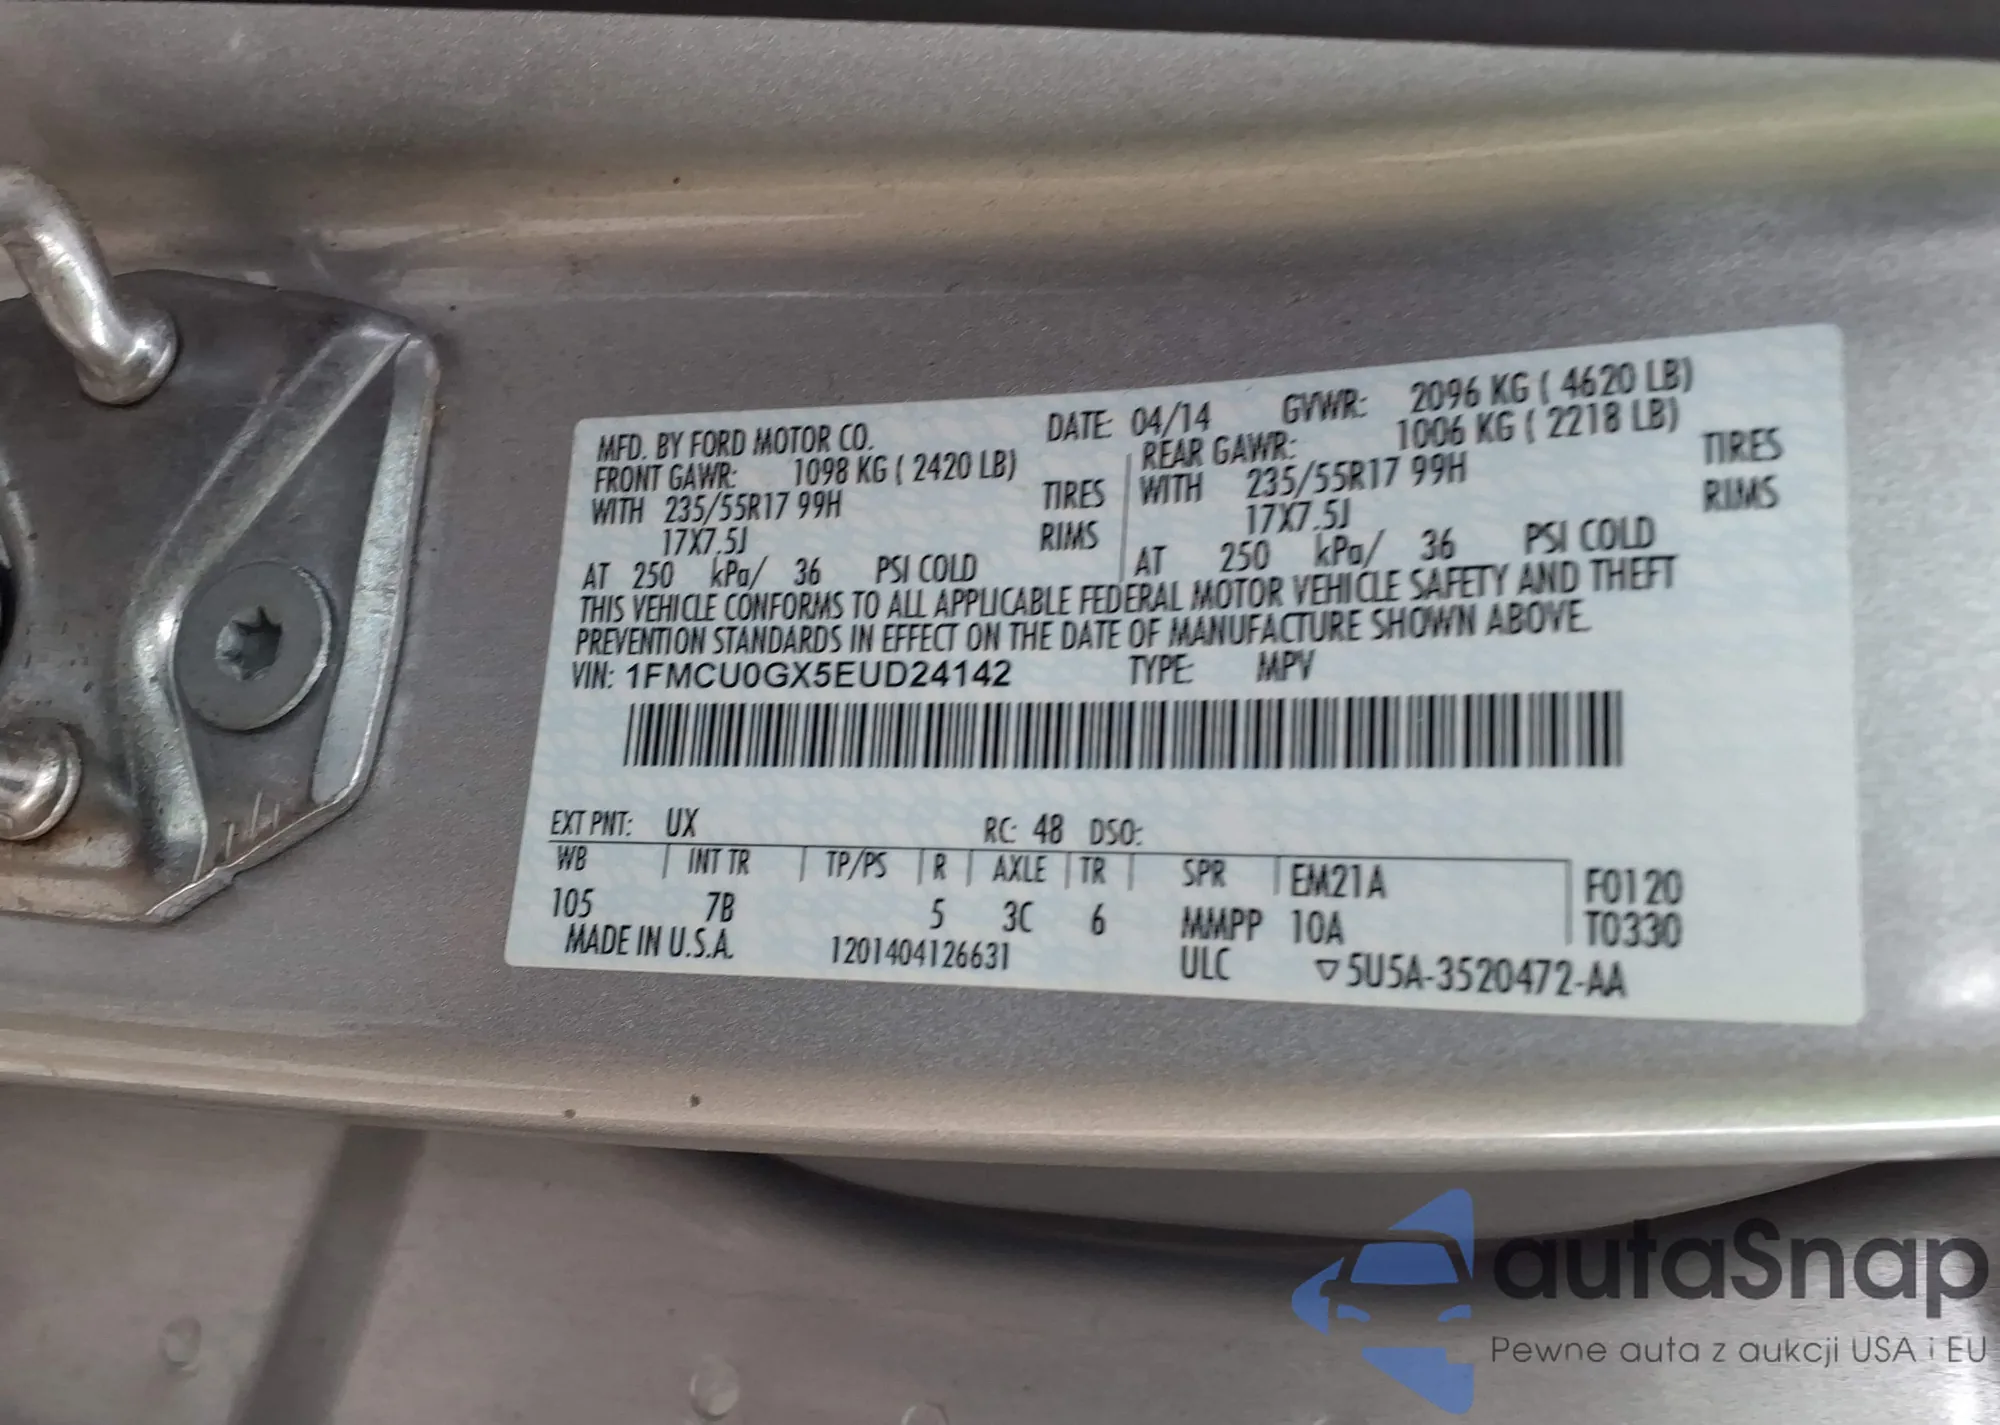 MFD. BY FORD MOTOR CO. DATE: 04/14 GVWR: 2096 KG ( 4620 LB)
FRONT GAWR: 1098 KG ( 2420 LB) REAR GAWR: 1006 KG ( 2218 LB)
WITH 235/55R17 99H TIRES WITH 235/55R17 99H TIRES
17X7.5J RIMS 17X7.5J RIMS
AT 250 kPa/ 36 PSI COLD AT 250 kPa/ 36 PSI COLD
THIS VEHICLE CONFORMS TO ALL APPLICABLE FEDERAL MOTOR VEHICLE SAFETY AND THEFT
PREVENTION STANDARDS IN EFFECT ON THE DATE OF MANUFACTURE SHOWN ABOVE.
VIN: 1FMCU0GX5EUD24142 TYPE: MPV
EXT PNT: UX RC: 48 DSO:
WB INT TR TP/PS R AXLE TR SPR EM21A F0120
105 7B 5 3C 6 MMPP 10A T0330
MADE IN U.S.A. 1201404126631 ULC ▽5U5A-3520472-AA
autaSnap
Pewne auta z aukcji USA i EU